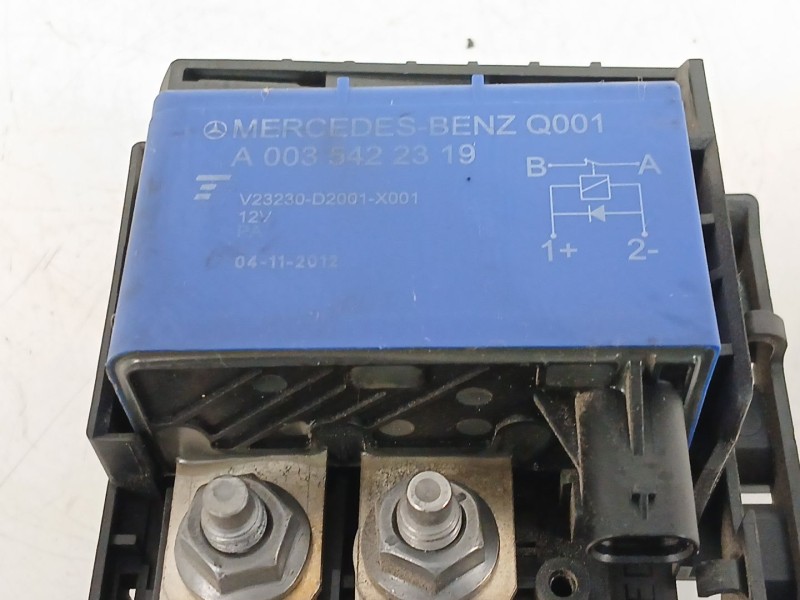 MERCEDES-BENZ Q001
A 003 542 23 19
V23230-D2001-X001
12V
04-11-2012
B A
1+ 2-